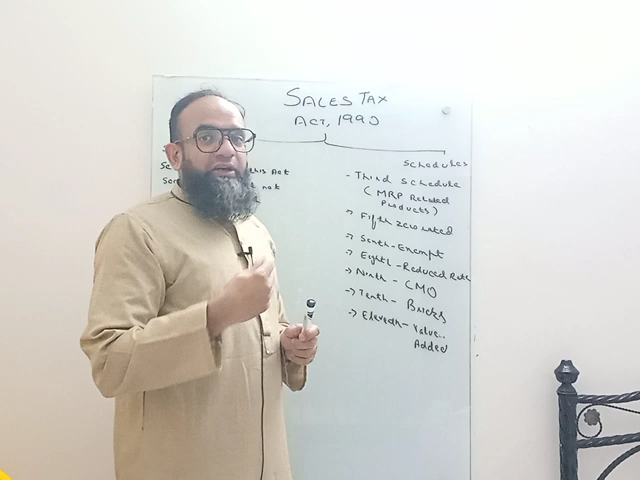 SALES TAX
ACT, 1990
this Act
not
Schedules
- Third Schedule
(MRP Related
Products)
-> Fifth zero rated
-> Sixth - Exempt
-> Eighth - Reduced Rate
-> Ninth - CMO
-> Tenth - Bricks
-> Eleventh - Value..
Added